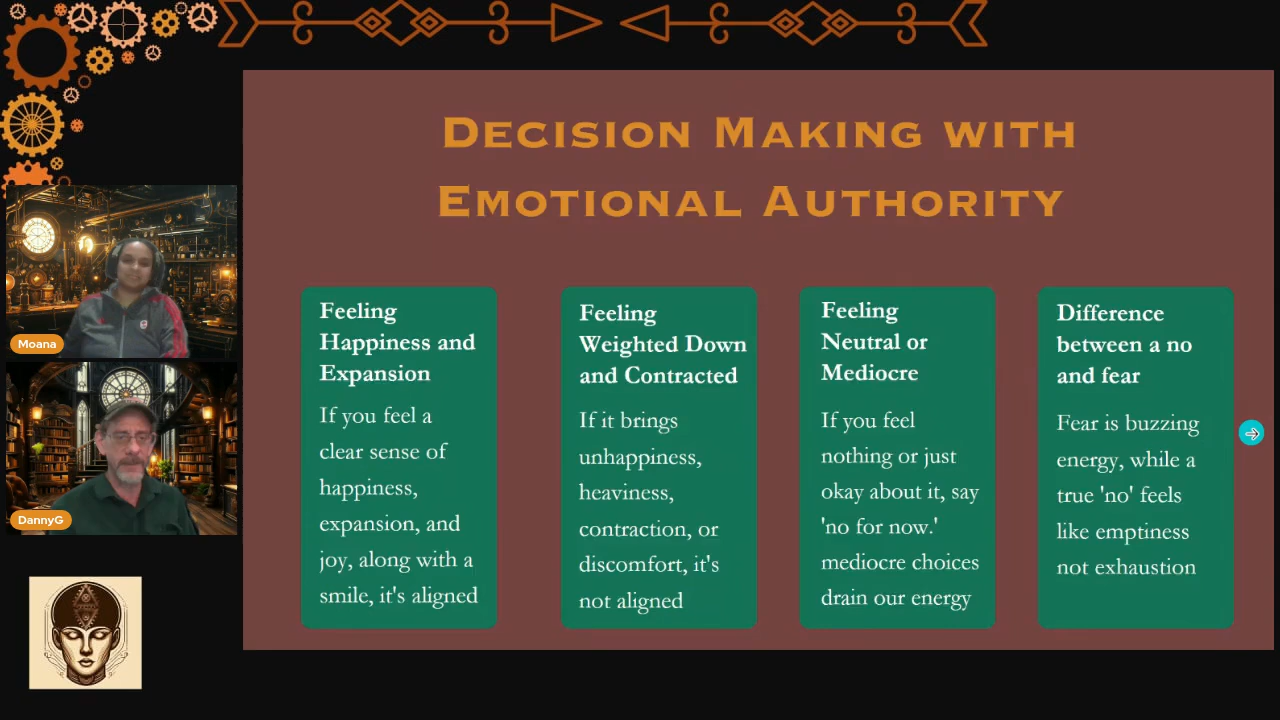 Decision Making with
Emotional Authority
Feeling
Happiness and
Expansion
If you feel a
clear sense of
happiness,
expansion, and
joy, along with a
smile, it's aligned
Feeling
Weighted Down
and Contracted
If it brings
unhappiness,
heaviness,
contraction, or
discomfort, it's
not aligned
Feeling
Neutral or
Mediocre
If you feel
nothing or just
okay about it, say
'no for now.'
mediocre choices
drain our energy
Difference
between a no
and fear
Fear is buzzing
energy, while a
true 'no' feels
like emptiness
not exhaustion
Moana
DannyG